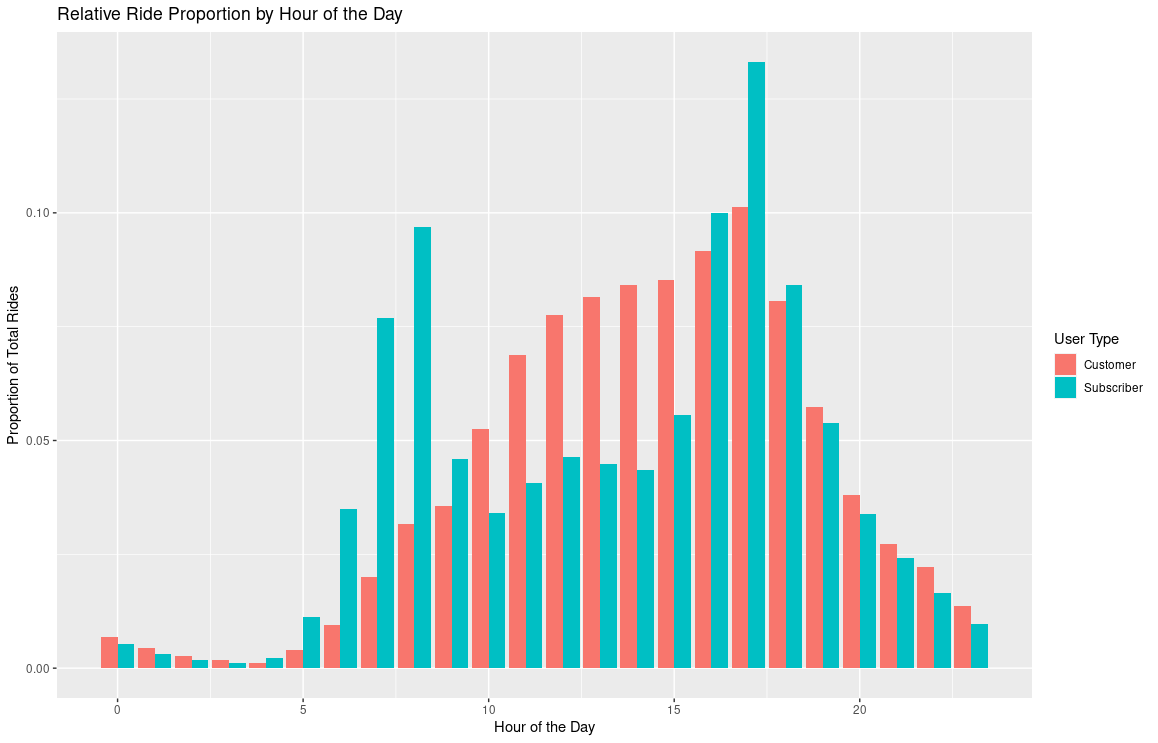 Relative Ride Proportion by Hour of the Day
Proportion of Total Rides
0.10
0.05
0.00
0 5 10 15 20
Hour of the Day
User Type
Customer
Subscriber